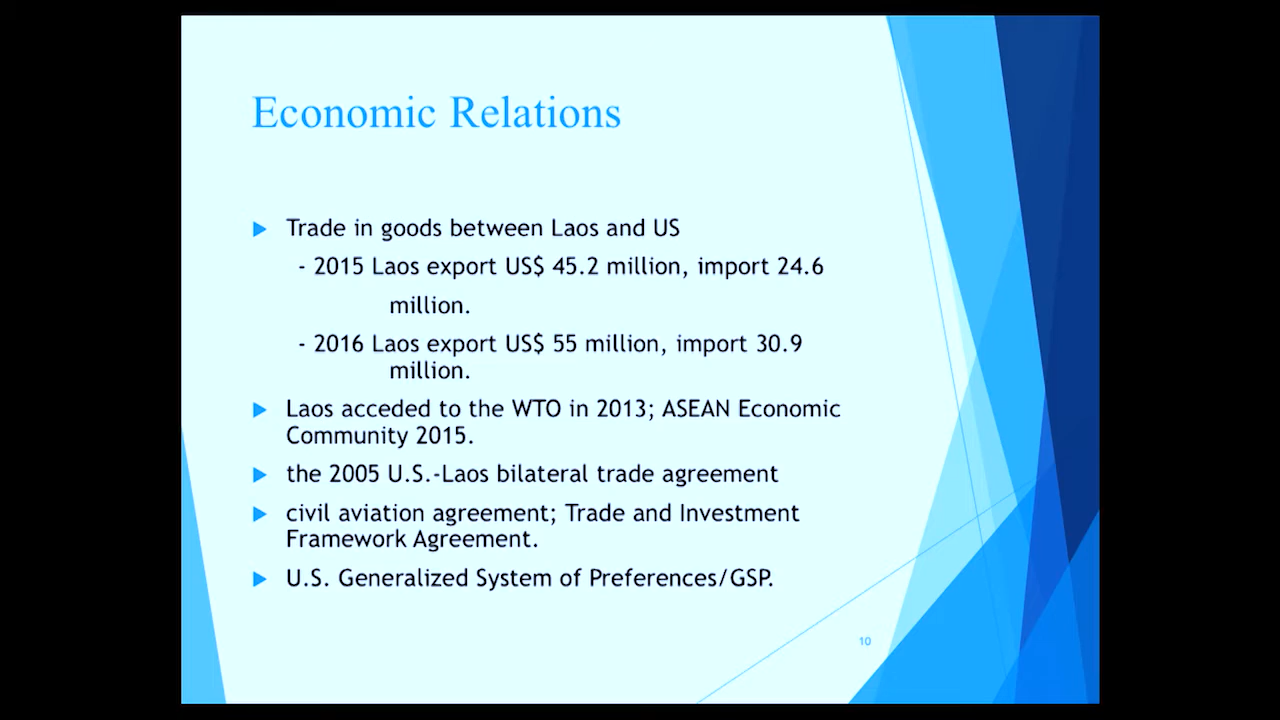 Economic Relations
Trade in goods between Laos and US
- 2015 Laos export US$ 45.2 million, import 24.6
million.
- 2016 Laos export US$ 55 million, import 30.9
million.
Laos acceded to the WTO in 2013; ASEAN Economic
Community 2015.
the 2005 U.S.-Laos bilateral trade agreement
civil aviation agreement; Trade and Investment
Framework Agreement.
U.S. Generalized System of Preferences/GSP.
10